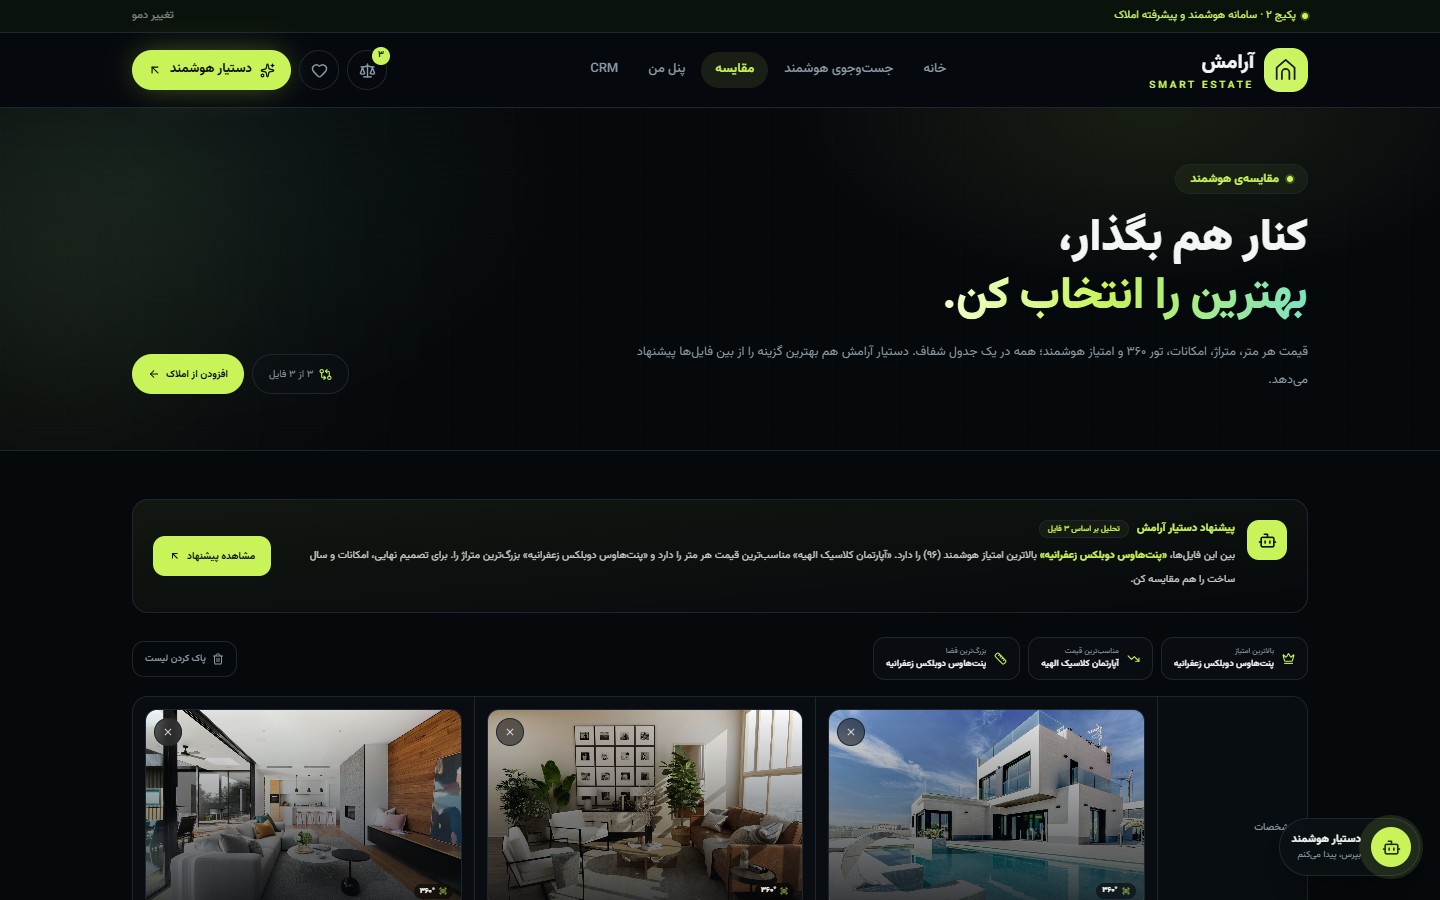 پکیج ۲ · سامانه هوشمند و پیشرفته املاک
تغییر دمو
آرامش
SMART ESTATE
خانه
جست‌وجوی هوشمند
مقایسه
پنل من
CRM
۳
دستیار هوشمند
مقایسه‌ی هوشمند
کنار هم بگذار،
بهترین را انتخاب کن.
قیمت هر متر، متراژ، امکانات، تور ۳۶۰ و امتیاز هوشمند؛ همه در یک جدول شفاف. دستیار آرامش هم بهترین گزینه را از بین فایل‌ها پیشنهاد
می‌دهد.
۳ از ۳ فایل
افزودن از املاک
پیشنهاد دستیار آرامش
تحلیل بر اساس ۳ فایل
بین این فایل‌ها، «پنت‌هاوس دوبلکس زعفرانیه» بالاترین امتیاز هوشمند (۹۶) را دارد. «آپارتمان کلاسیک الهیه» مناسب‌ترین قیمت هر متر را دارد و «پنت‌هاوس دوبلکس زعفرانیه» بزرگ‌ترین متراژ را. برای تصمیم نهایی، امکانات و سال
ساخت را هم مقایسه کن.
مشاهده پیشنهاد
بالاترین امتیاز
پنت‌هاوس دوبلکس زعفرانیه
مناسب‌ترین قیمت
آپارتمان کلاسیک الهیه
بزرگ‌ترین فضا
پنت‌هاوس دوبلکس زعفرانیه
پاک کردن لیست
۳۶۰°
۳۶۰°
۳۶۰°
دستیار هوشمند
بپرس، پیدا می‌کنم